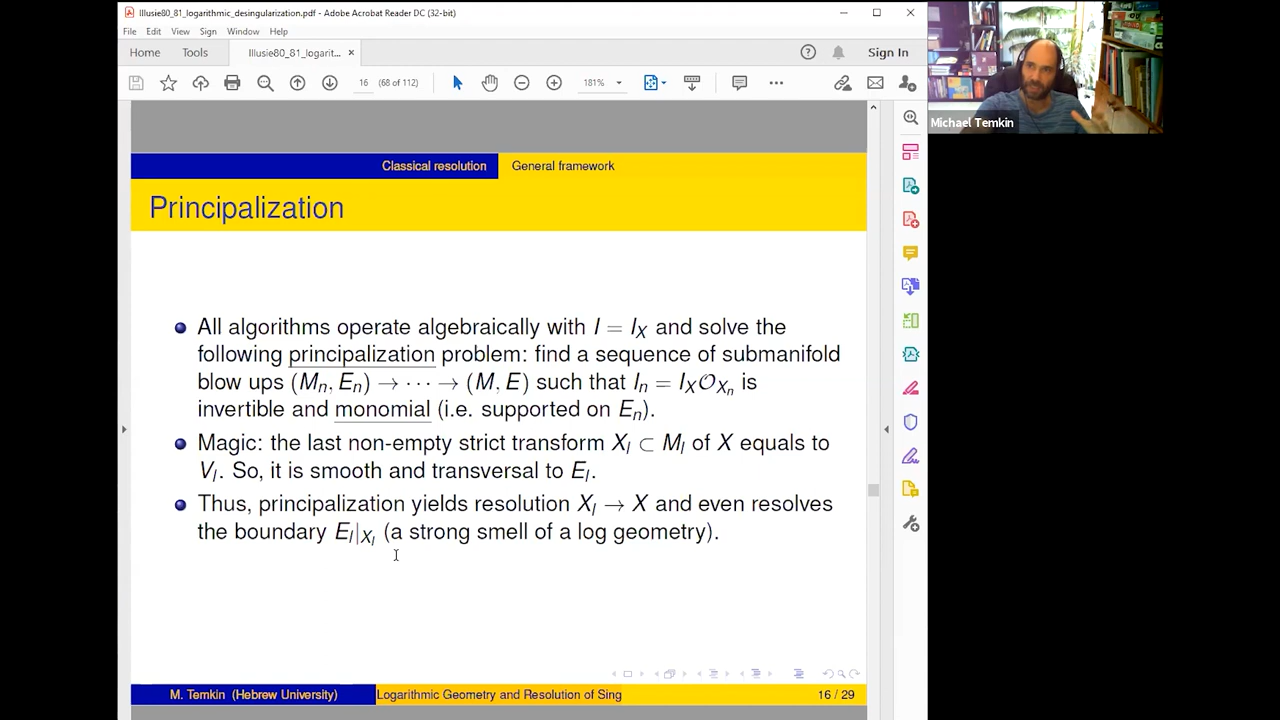 Illusie80_81_logarithmic_desingularization.pdf - Adobe Acrobat Reader DC (32-bit)
File Edit View Sign Window Help
Home Tools Illusie80_81_logarit... × Sign In
16 (68 of 112) 181%
Michael Temkin
Classical resolution General framework
Principalization
All algorithms operate algebraically with I = I_X and solve the
following principalization problem: find a sequence of submanifold
blow ups (M_n, E_n) → ⋯ → (M, E) such that I_n = I_X O_{X_n} is
invertible and monomial (i.e. supported on E_n).
Magic: the last non-empty strict transform X_l ⊂ M_l of X equals to
V_l. So, it is smooth and transversal to E_l.
Thus, principalization yields resolution X_l → X and even resolves
the boundary E_l|_{X_l} (a strong smell of a log geometry).
M. Temkin (Hebrew University) Logarithmic Geometry and Resolution of Sing 16 / 29